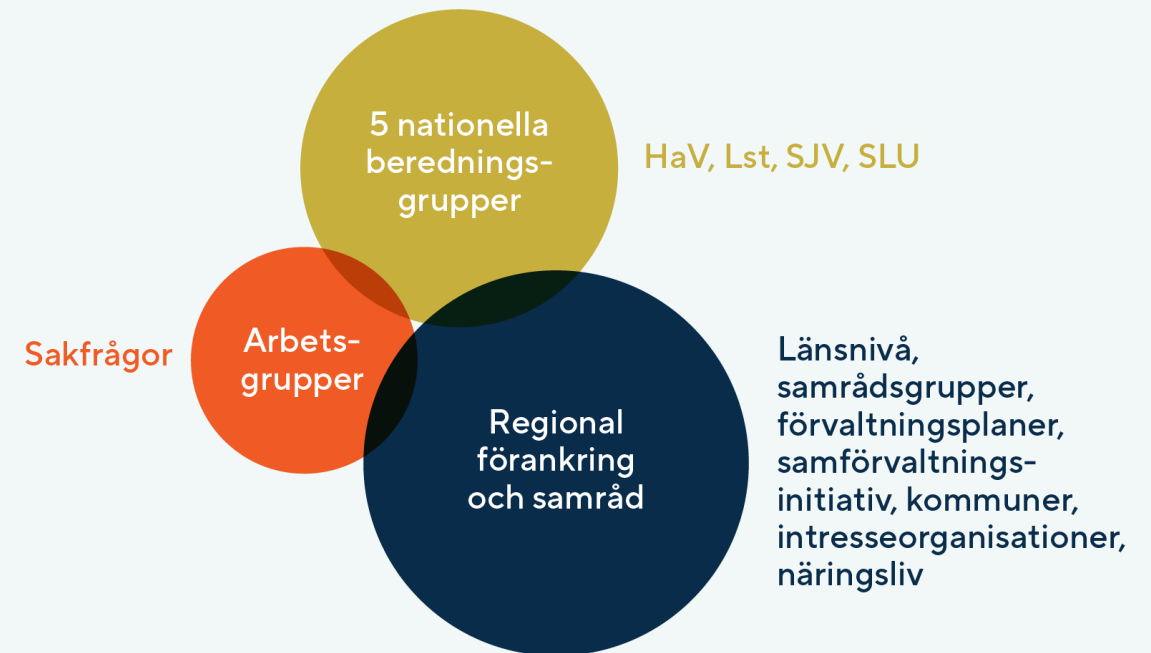 5 nationella
berednings-
grupper
HaV, Lst, SJV, SLU
Sakfrågor
Arbets-
grupper
Regional
förankring
och samråd
Länsnivå,
samrådsgrupper,
förvaltningsplaner,
samförvaltnings-
initiativ, kommuner,
intresseorganisationer,
näringsliv